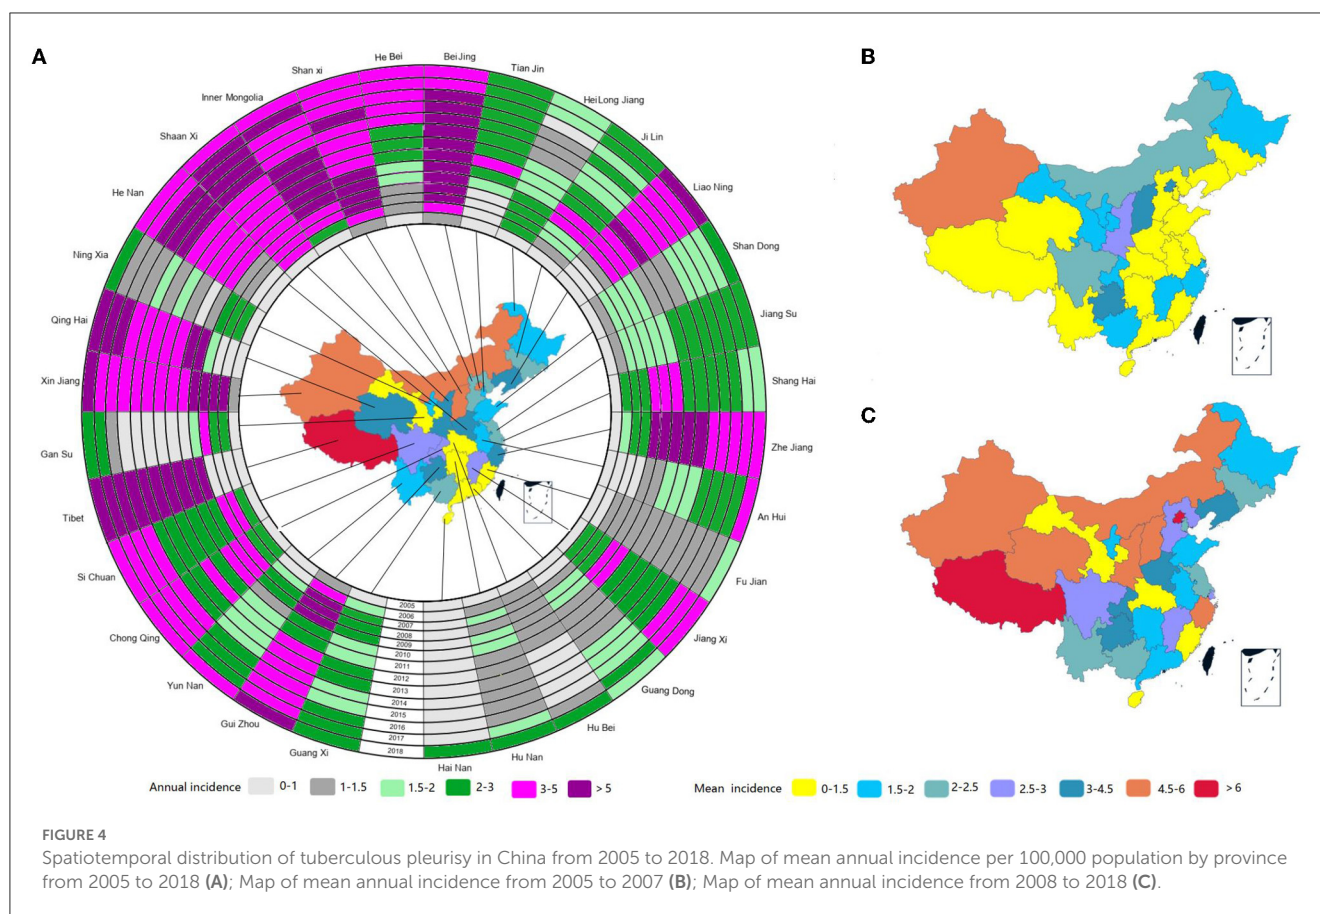 A
B
C
He Bei
BeiJing
Tian Jin
HeiLong Jiang
Ji Lin
Liao Ning
Shan Dong
Jiang Su
Shang Hai
Zhe Jiang
An Hui
Fu Jian
Jiang Xi
Guang Dong
Hu Bei
Hu Nan
Hai Nan
Guang Xi
Gui Zhou
Yun Nan
Chong Qing
Si Chuan
Tibet
Gan Su
Xin Jiang
Qing Hai
Ning Xia
He Nan
Shaan Xi
Inner Mongolia
Shan xi
2005
2006
2007
2008
2009
2010
2011
2012
2013
2014
2015
2016
2017
2018
Annual incidence 0-1 1-1.5 1.5-2 2-3 3-5 > 5
Mean incidence 0-1.5 1.5-2 2-2.5 2.5-3 3-4.5 4.5-6 > 6
FIGURE 4
Spatiotemporal distribution of tuberculous pleurisy in China from 2005 to 2018. Map of mean annual incidence per 100,000 population by province
from 2005 to 2018 (A); Map of mean annual incidence from 2005 to 2007 (B); Map of mean annual incidence from 2008 to 2018 (C).